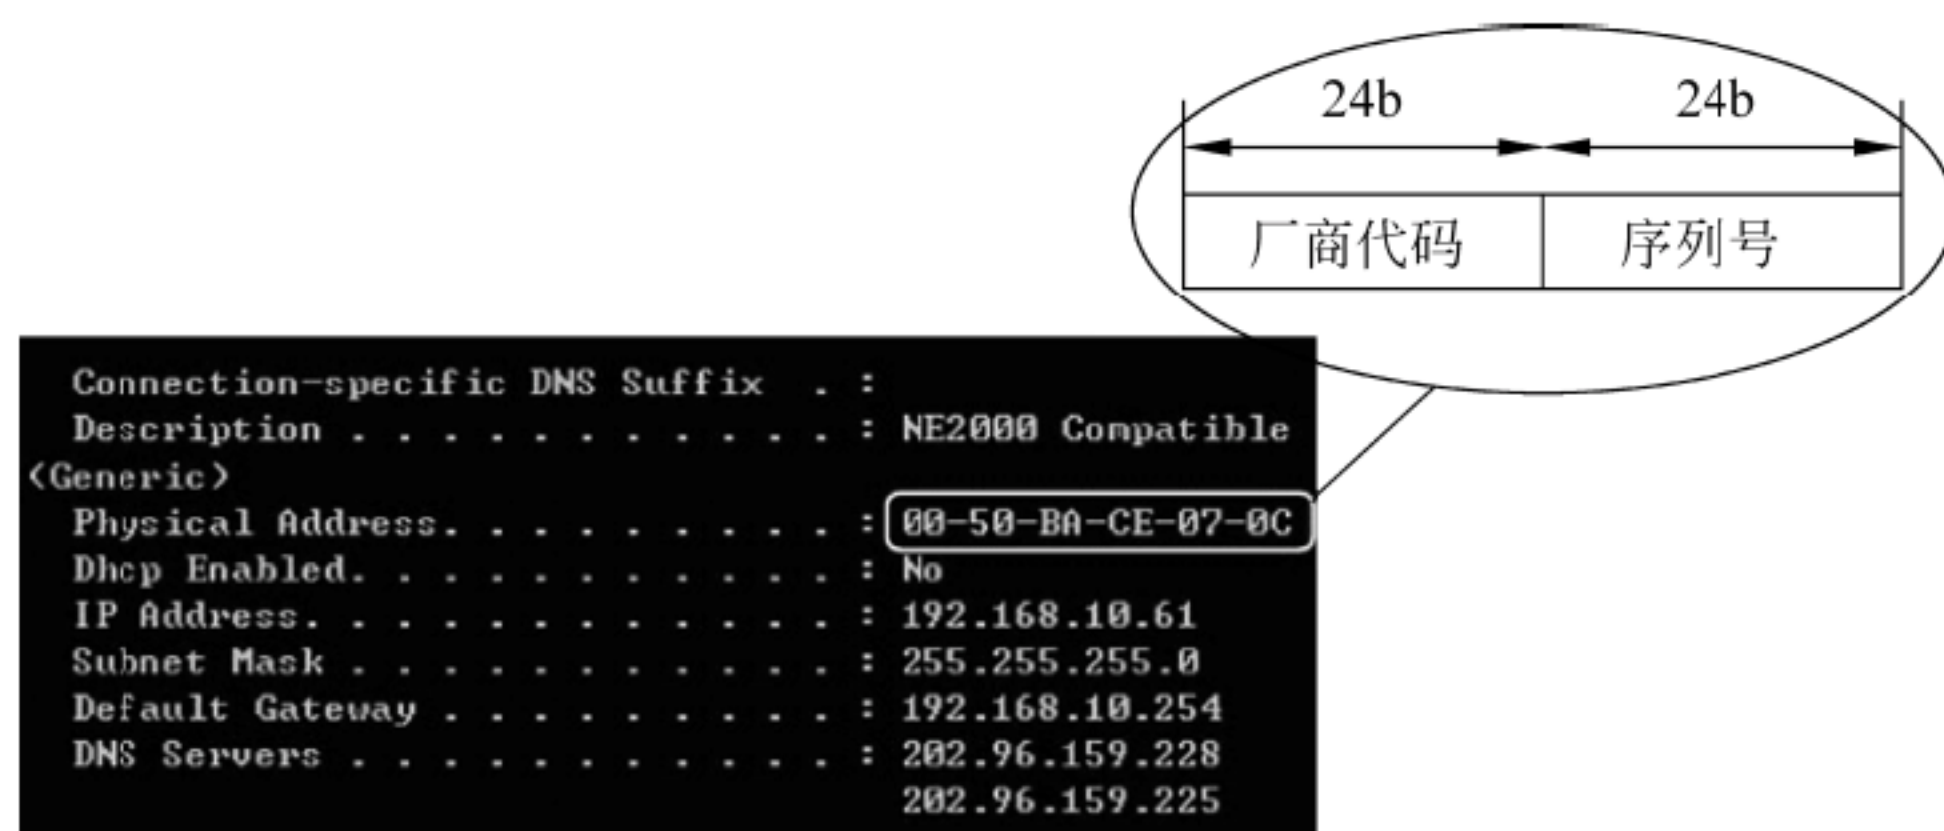 24b 24b
厂商代码 序列号
Connection-specific DNS Suffix . :
Description . . . . . . . . . . . : NE2000 Compatible
<Generic>
Physical Address. . . . . . . . . : 00-50-BA-CE-07-0C
Dhcp Enabled. . . . . . . . . . . : No
IP Address. . . . . . . . . . . . : 192.168.10.61
Subnet Mask . . . . . . . . . . . : 255.255.255.0
Default Gateway . . . . . . . . . : 192.168.10.254
DNS Servers . . . . . . . . . . . : 202.96.159.228
202.96.159.225